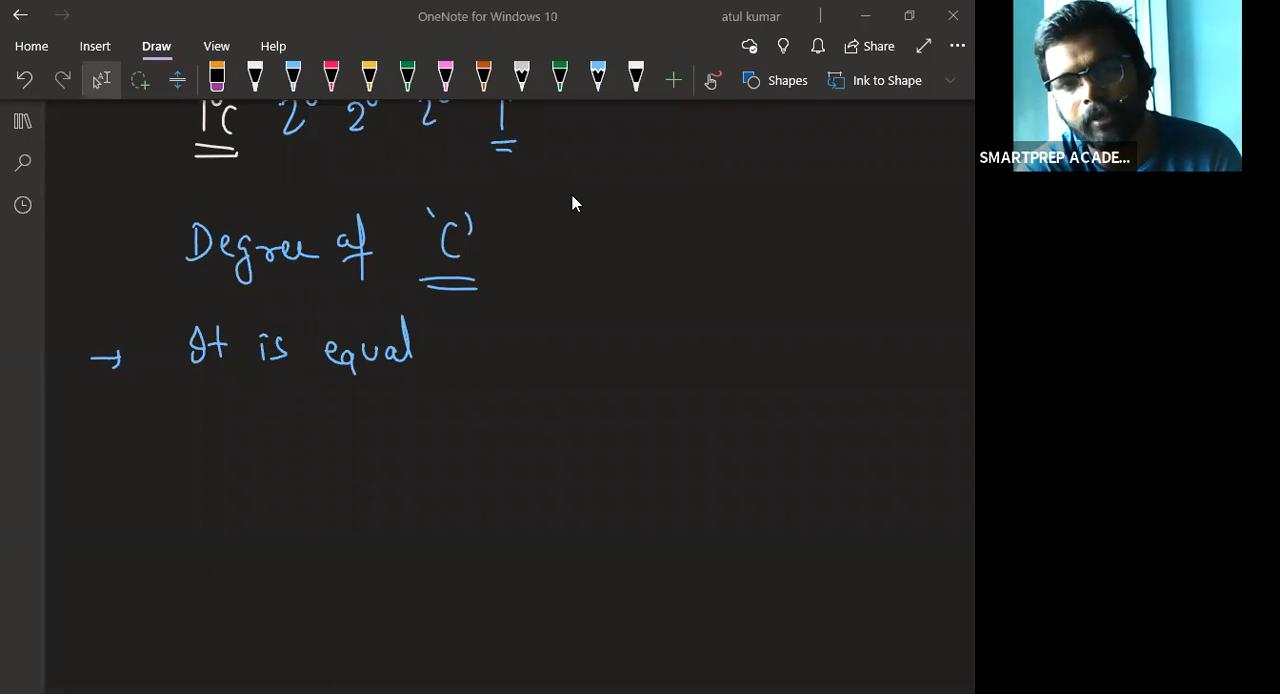 OneNote for Windows 10
atul kumar
Home Insert Draw View Help
Share
Shapes
Ink to Shape
SMARTPREP ACADE...
1°C 2° 2° 2° 1°
Degree of 'C'
→ It is equal